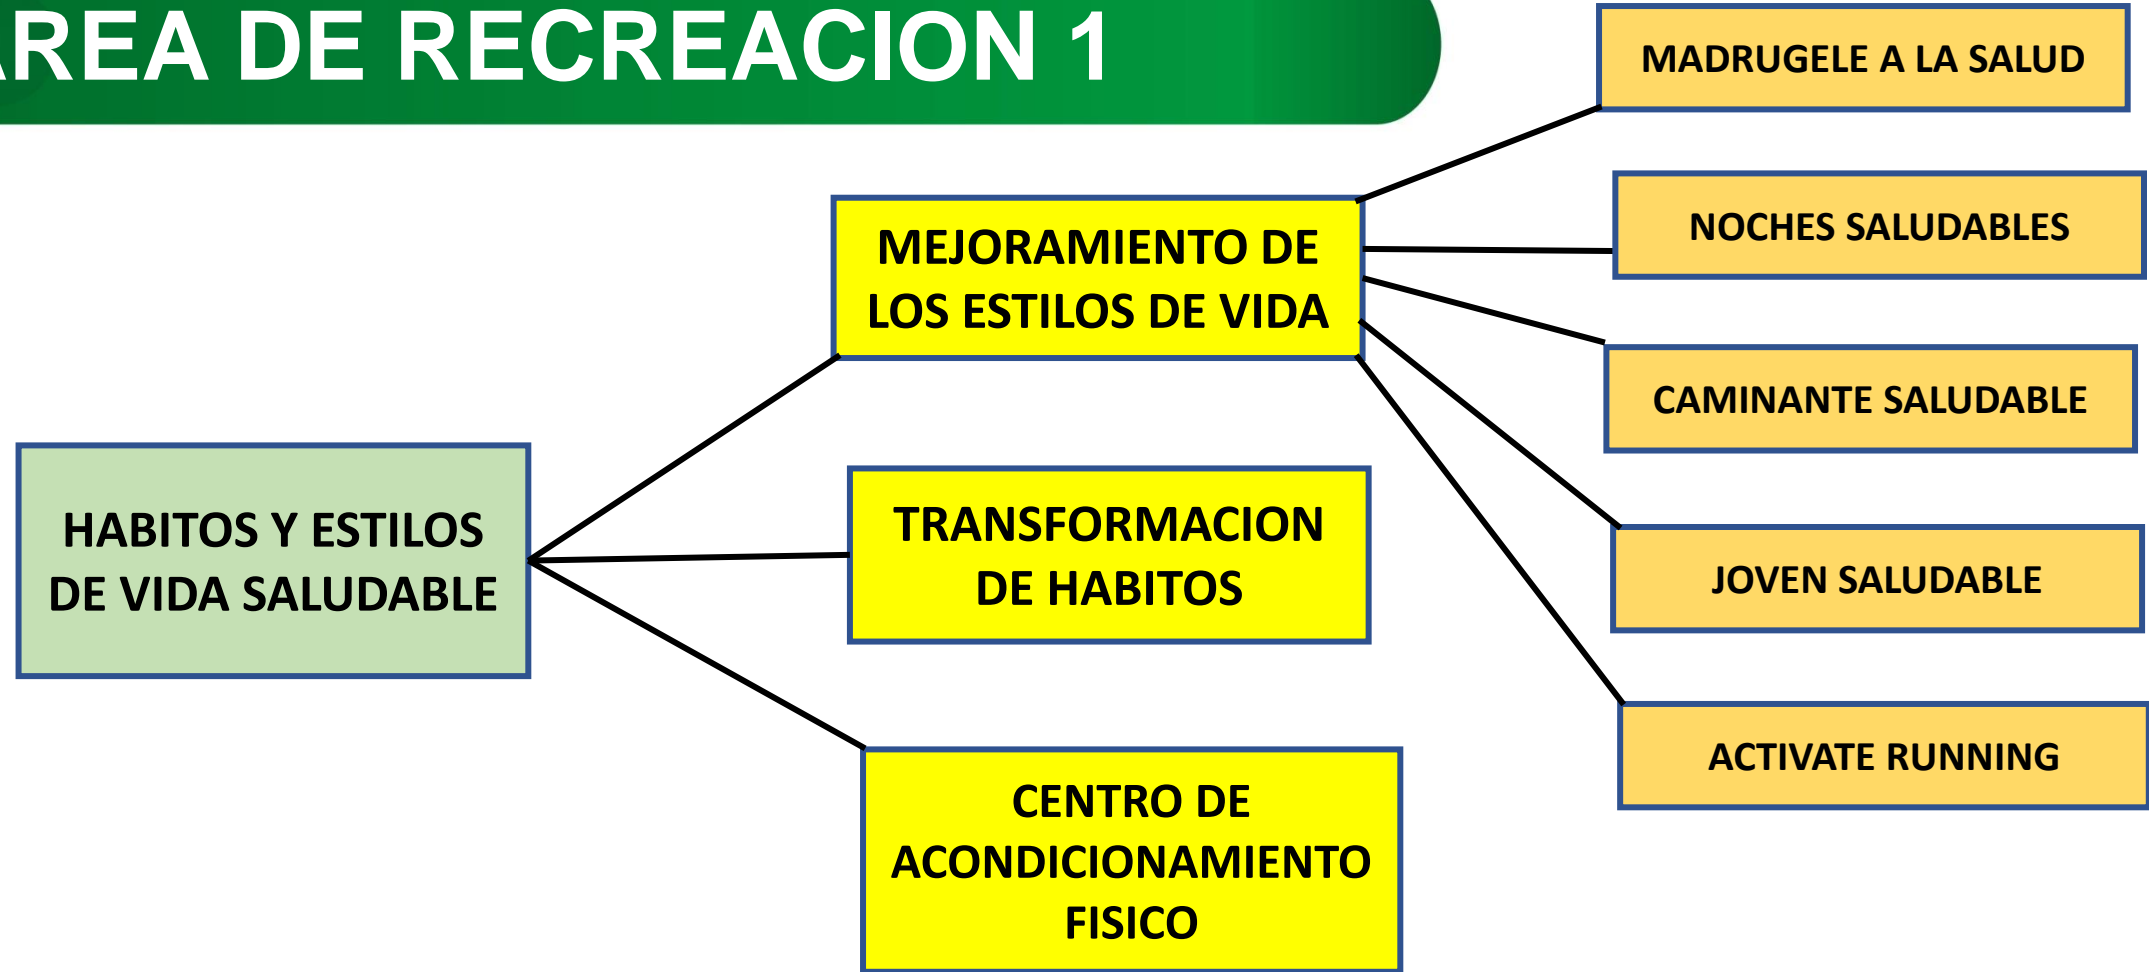 AREA DE RECREACION 1
MADRUGELE A LA SALUD
NOCHES SALUDABLES
MEJORAMIENTO DE
LOS ESTILOS DE VIDA
CAMINANTE SALUDABLE
HABITOS Y ESTILOS
DE VIDA SALUDABLE
TRANSFORMACION
DE HABITOS
JOVEN SALUDABLE
ACTIVATE RUNNING
CENTRO DE
ACONDICIONAMIENTO
FISICO